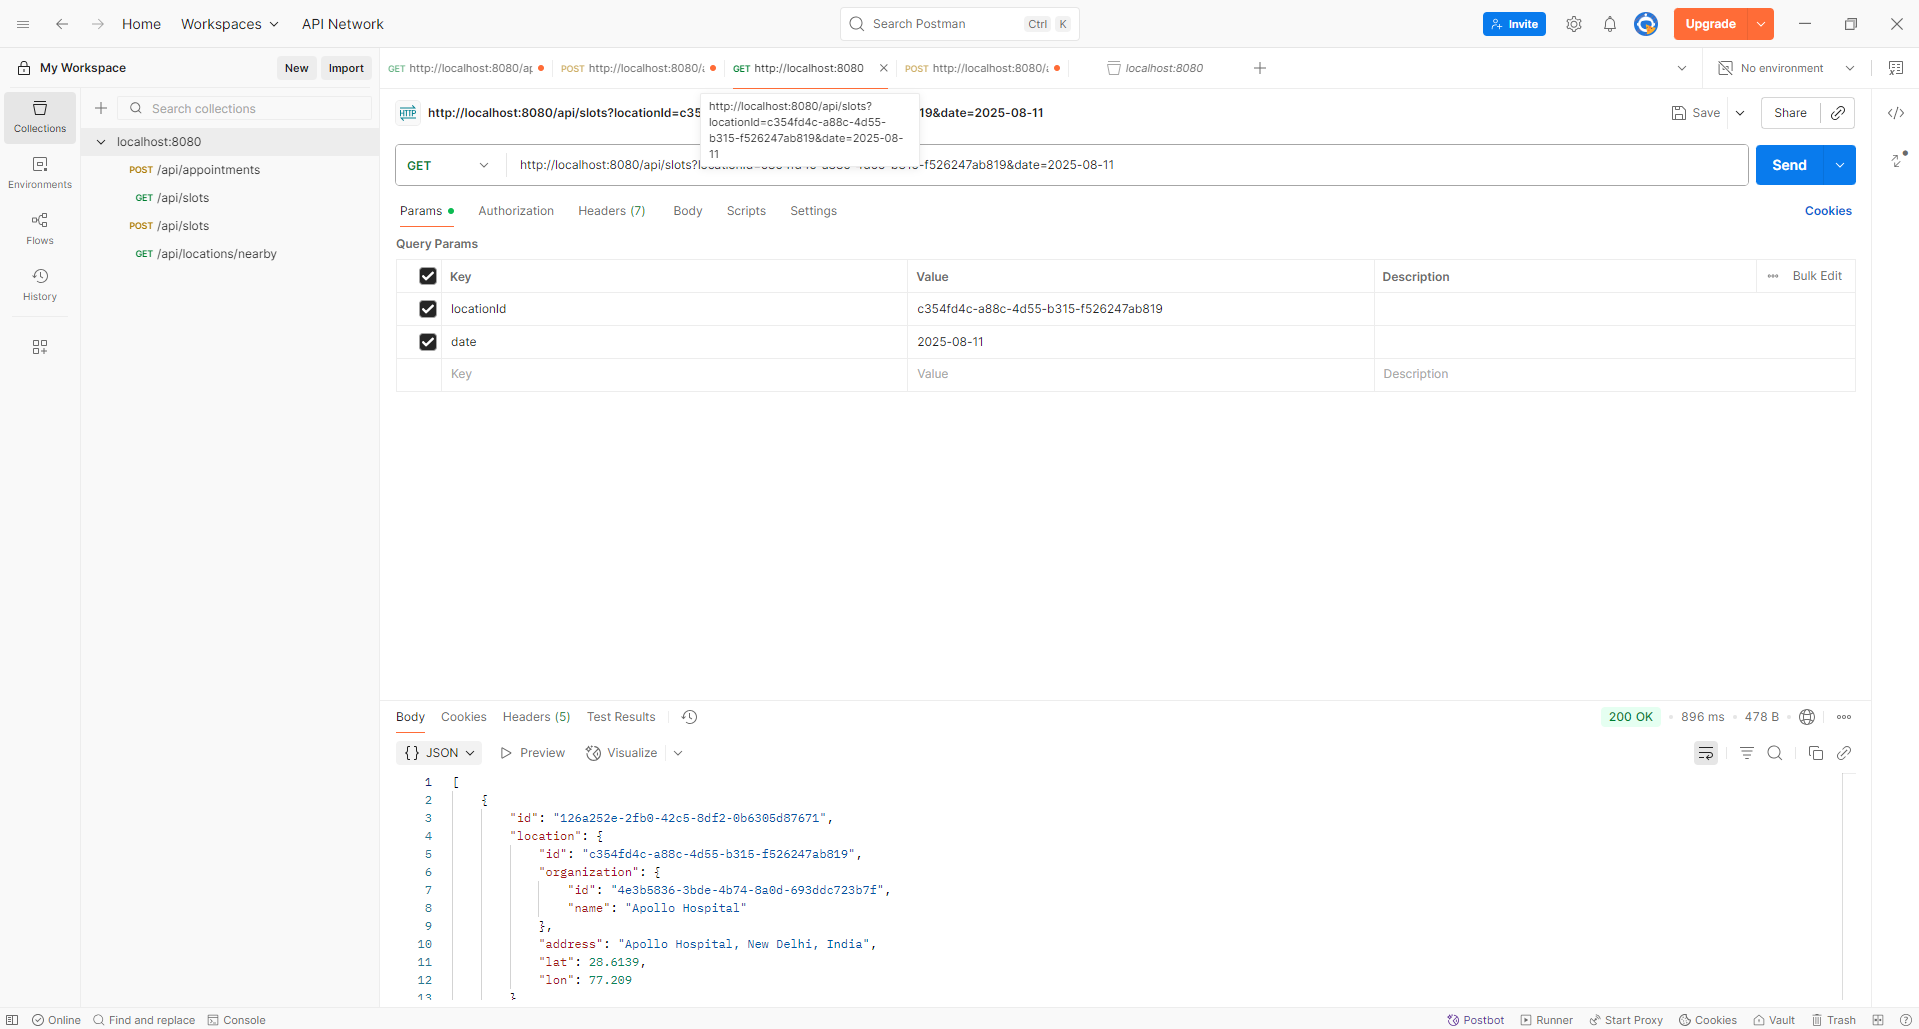 Home Workspaces API Network
Search Postman Ctrl K
Invite Upgrade
My Workspace New Import
GET http://localhost:8080/ap POST http://localhost:8080/a GET http://localhost:8080 POST http://localhost:8080/a localhost:8080
No environment
Collections
Environments
Flows
History
Search collections
localhost:8080
POST /api/appointments
GET /api/slots
POST /api/slots
GET /api/locations/nearby
HTTP http://localhost:8080/api/slots?locationId=c35 19&date=2025-08-11
Save Share
http://localhost:8080/api/slots?
locationId=c354fd4c-a88c-4d55-
b315-f526247ab819&date=2025-08-
11
GET http://localhost:8080/api/slots?locationId=c354fd4c-a88c-4d55-b315-f526247ab819&date=2025-08-11
Send
Params Authorization Headers (7) Body Scripts Settings Cookies
Query Params
Key Value Description Bulk Edit
locationId c354fd4c-a88c-4d55-b315-f526247ab819
date 2025-08-11
Key Value Description
Body Cookies Headers (5) Test Results
200 OK 896 ms 478 B
{} JSON Preview Visualize
1 [
2 {
3 "id": "126a252e-2fb0-42c5-8df2-0b6305d87671",
4 "location": {
5 "id": "c354fd4c-a88c-4d55-b315-f526247ab819",
6 "organization": {
7 "id": "4e3b5836-3bde-4b74-8a0d-693ddc723b7f",
8 "name": "Apollo Hospital"
9 },
10 "address": "Apollo Hospital, New Delhi, India",
11 "lat": 28.6139,
12 "lon": 77.209
13 }
Online Find and replace Console
Postbot Runner Start Proxy Cookies Vault Trash